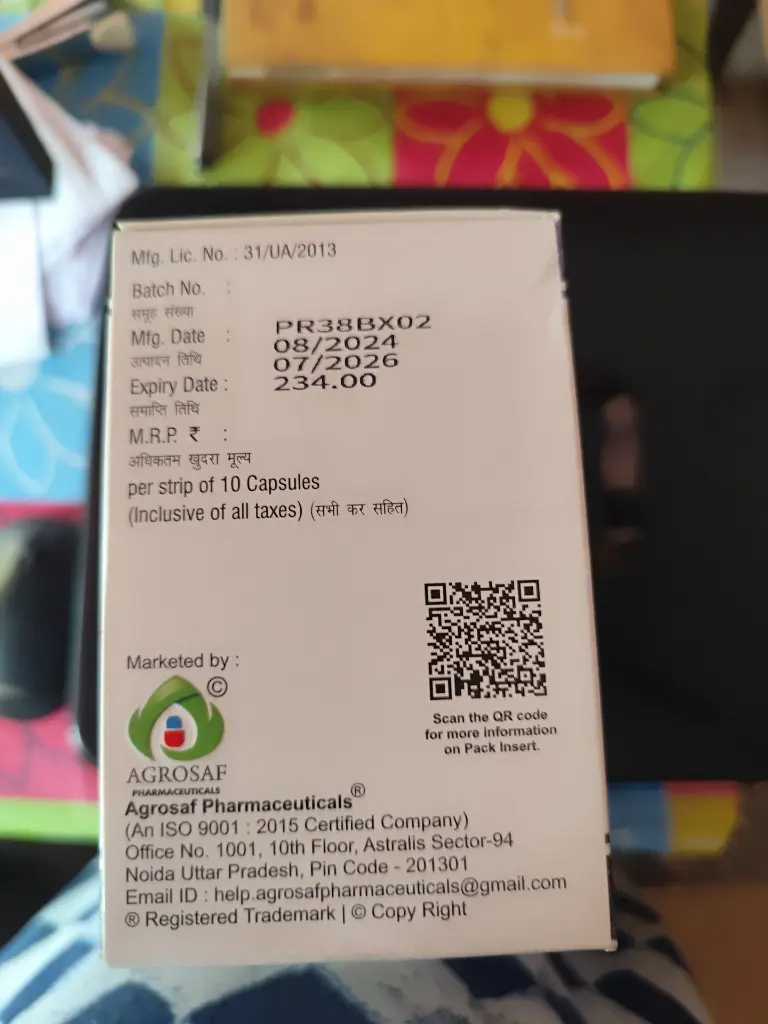 Mfg. Lic. No. : 31/UA/2013
Batch No. :
समूह संख्या
PR38BX02
Mfg. Date :
08/2024
उत्पादन तिथि
07/2026
Expiry Date :
234.00
समाप्ति तिथि
M.R.P. ₹ :
अधिकतम खुदरा मूल्य
per strip of 10 Capsules
(Inclusive of all taxes) (सभी कर सहित)
Scan the QR code
for more information
on Pack Insert.
Marketed by :
©
AGROSAF
PHARMACEUTICALS
Agrosaf Pharmaceuticals®
(An ISO 9001 : 2015 Certified Company)
Office No. 1001, 10th Floor, Astralis Sector-94
Noida Uttar Pradesh, Pin Code - 201301
Email ID : help.agrosafpharmaceuticals@gmail.com
® Registered Trademark | © Copy Right